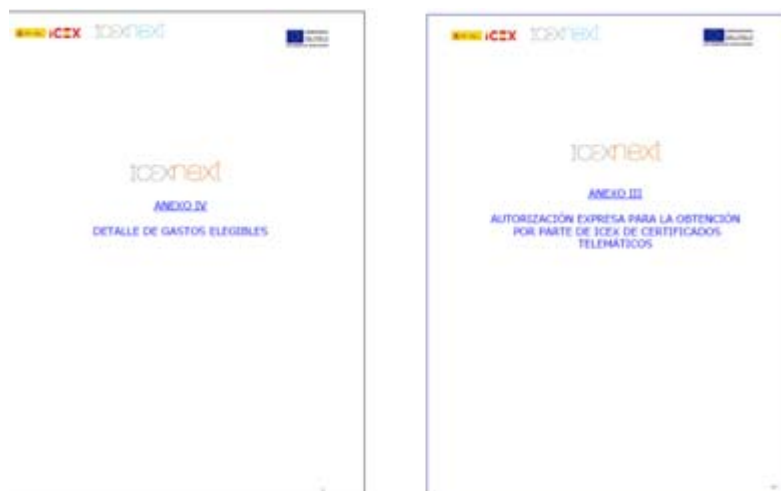 ICEX ICEXnext
ICEXnext
ANEXO IV
DETALLE DE GASTOS ELEGIBLES
ICEX ICEXnext
ICEXnext
ANEXO III
AUTORIZACIÓN EXPRESA PARA LA OBTENCIÓN
POR PARTE DE ICEX DE CERTIFICADOS
TELEMÁTICOS